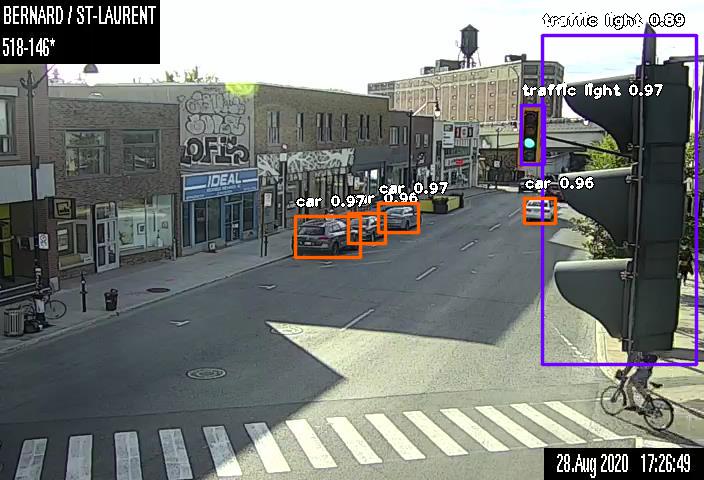 BERNARD / ST-LAURENT
518-146*
traffic light 0.89
traffic light 0.97
car 0.96
car 0.97
car 0.97
0.96
IDEAL
28.Aug 2020 17:26:49